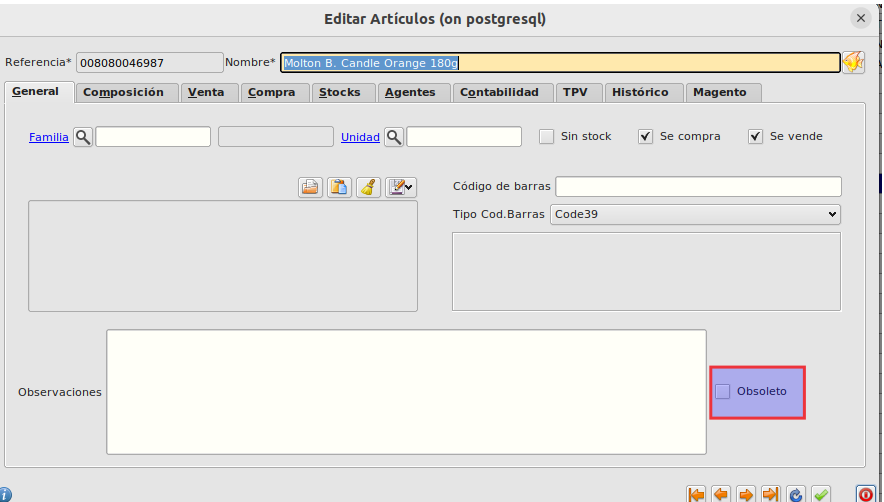 Editar Artículos (on postgresql)
Referencia* 008080046987 Nombre* Molton B. Candle Orange 180g
General Composición Venta Compra Stocks Agentes Contabilidad TPV Histórico Magento
Familia Unidad Sin stock Se compra Se vende
Código de barras
Tipo Cod.Barras Code39
Observaciones
Obsoleto